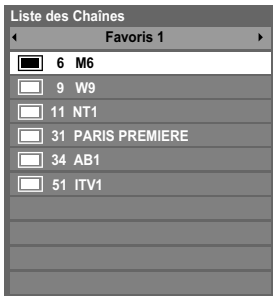 Liste des Chaînes
Favoris 1
6 M6
9 W9
11 NT1
31 PARIS PREMIERE
34 AB1
51 ITV1